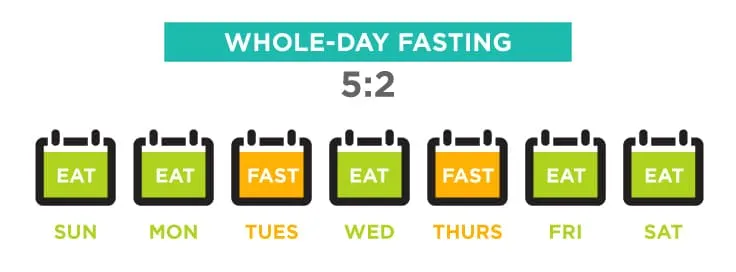 WHOLE-DAY FASTING
5:2
EAT EAT FAST EAT FAST EAT EAT
SUN MON TUES WED THURS FRI SAT